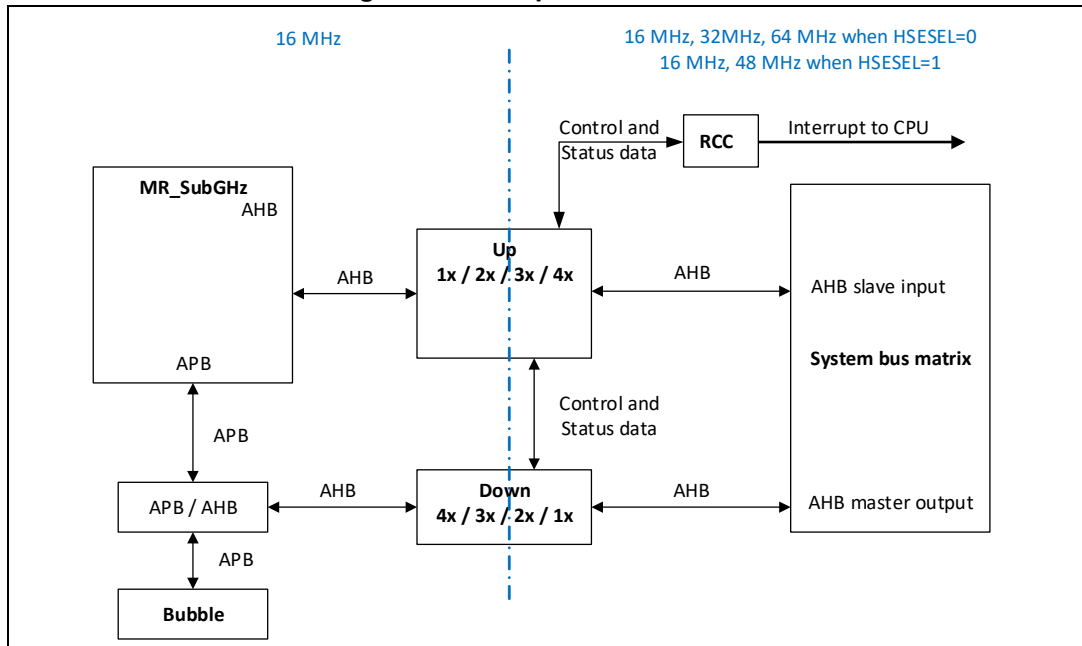 16 MHz
16 MHz, 32MHz, 64 MHz when HSESEL=0
16 MHz, 48 MHz when HSESEL=1
Control and
Status data
RCC
Interrupt to CPU
MR_SubGHz
AHB
Up
1x / 2x / 3x / 4x
AHB
AHB
AHB slave input
System bus matrix
APB
Control and
Status data
APB
APB / AHB
AHB
Down
4x / 3x / 2x / 1x
AHB
AHB master output
APB
Bubble